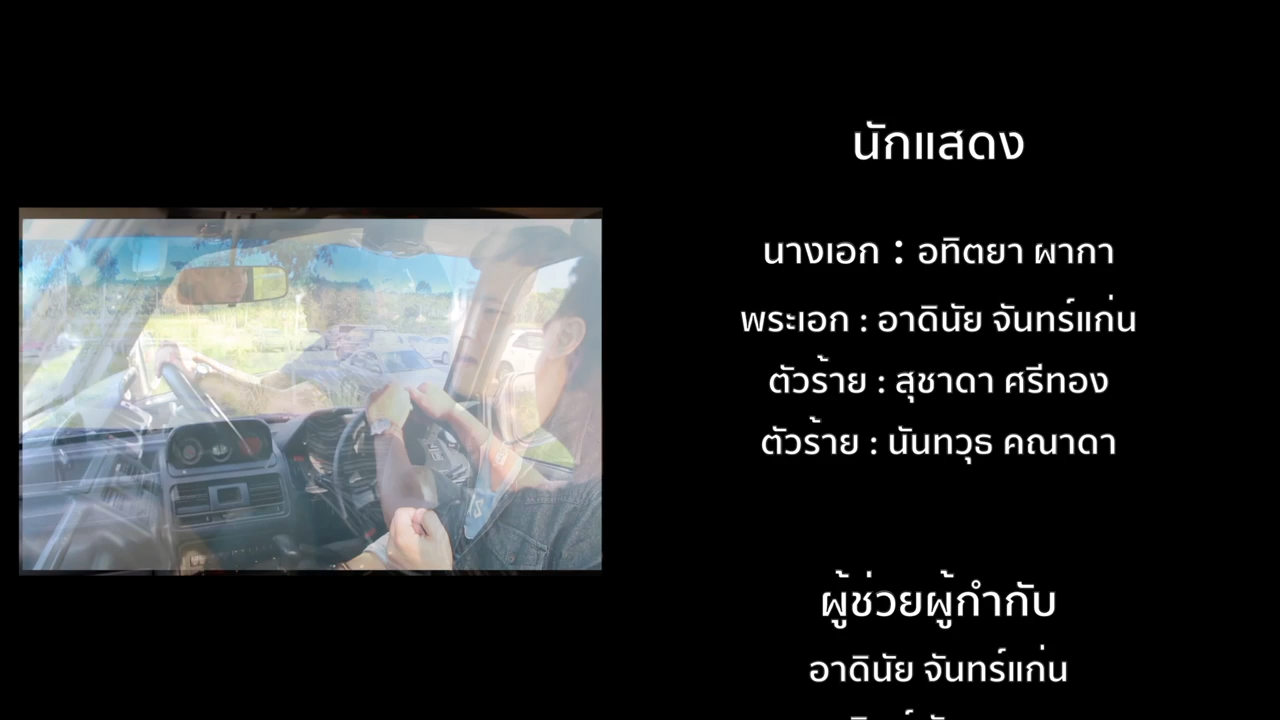 นักแสดง
นางเอก : อทิตยา ผากา
พระเอก : อาดินัย จันทร์แก่น
ตัวร้าย : สุชาดา ศรีทอง
ตัวร้าย : นันทวุธ คณาดา
ผู้ช่วยผู้กำกับ
อาดินัย จันทร์แก่น